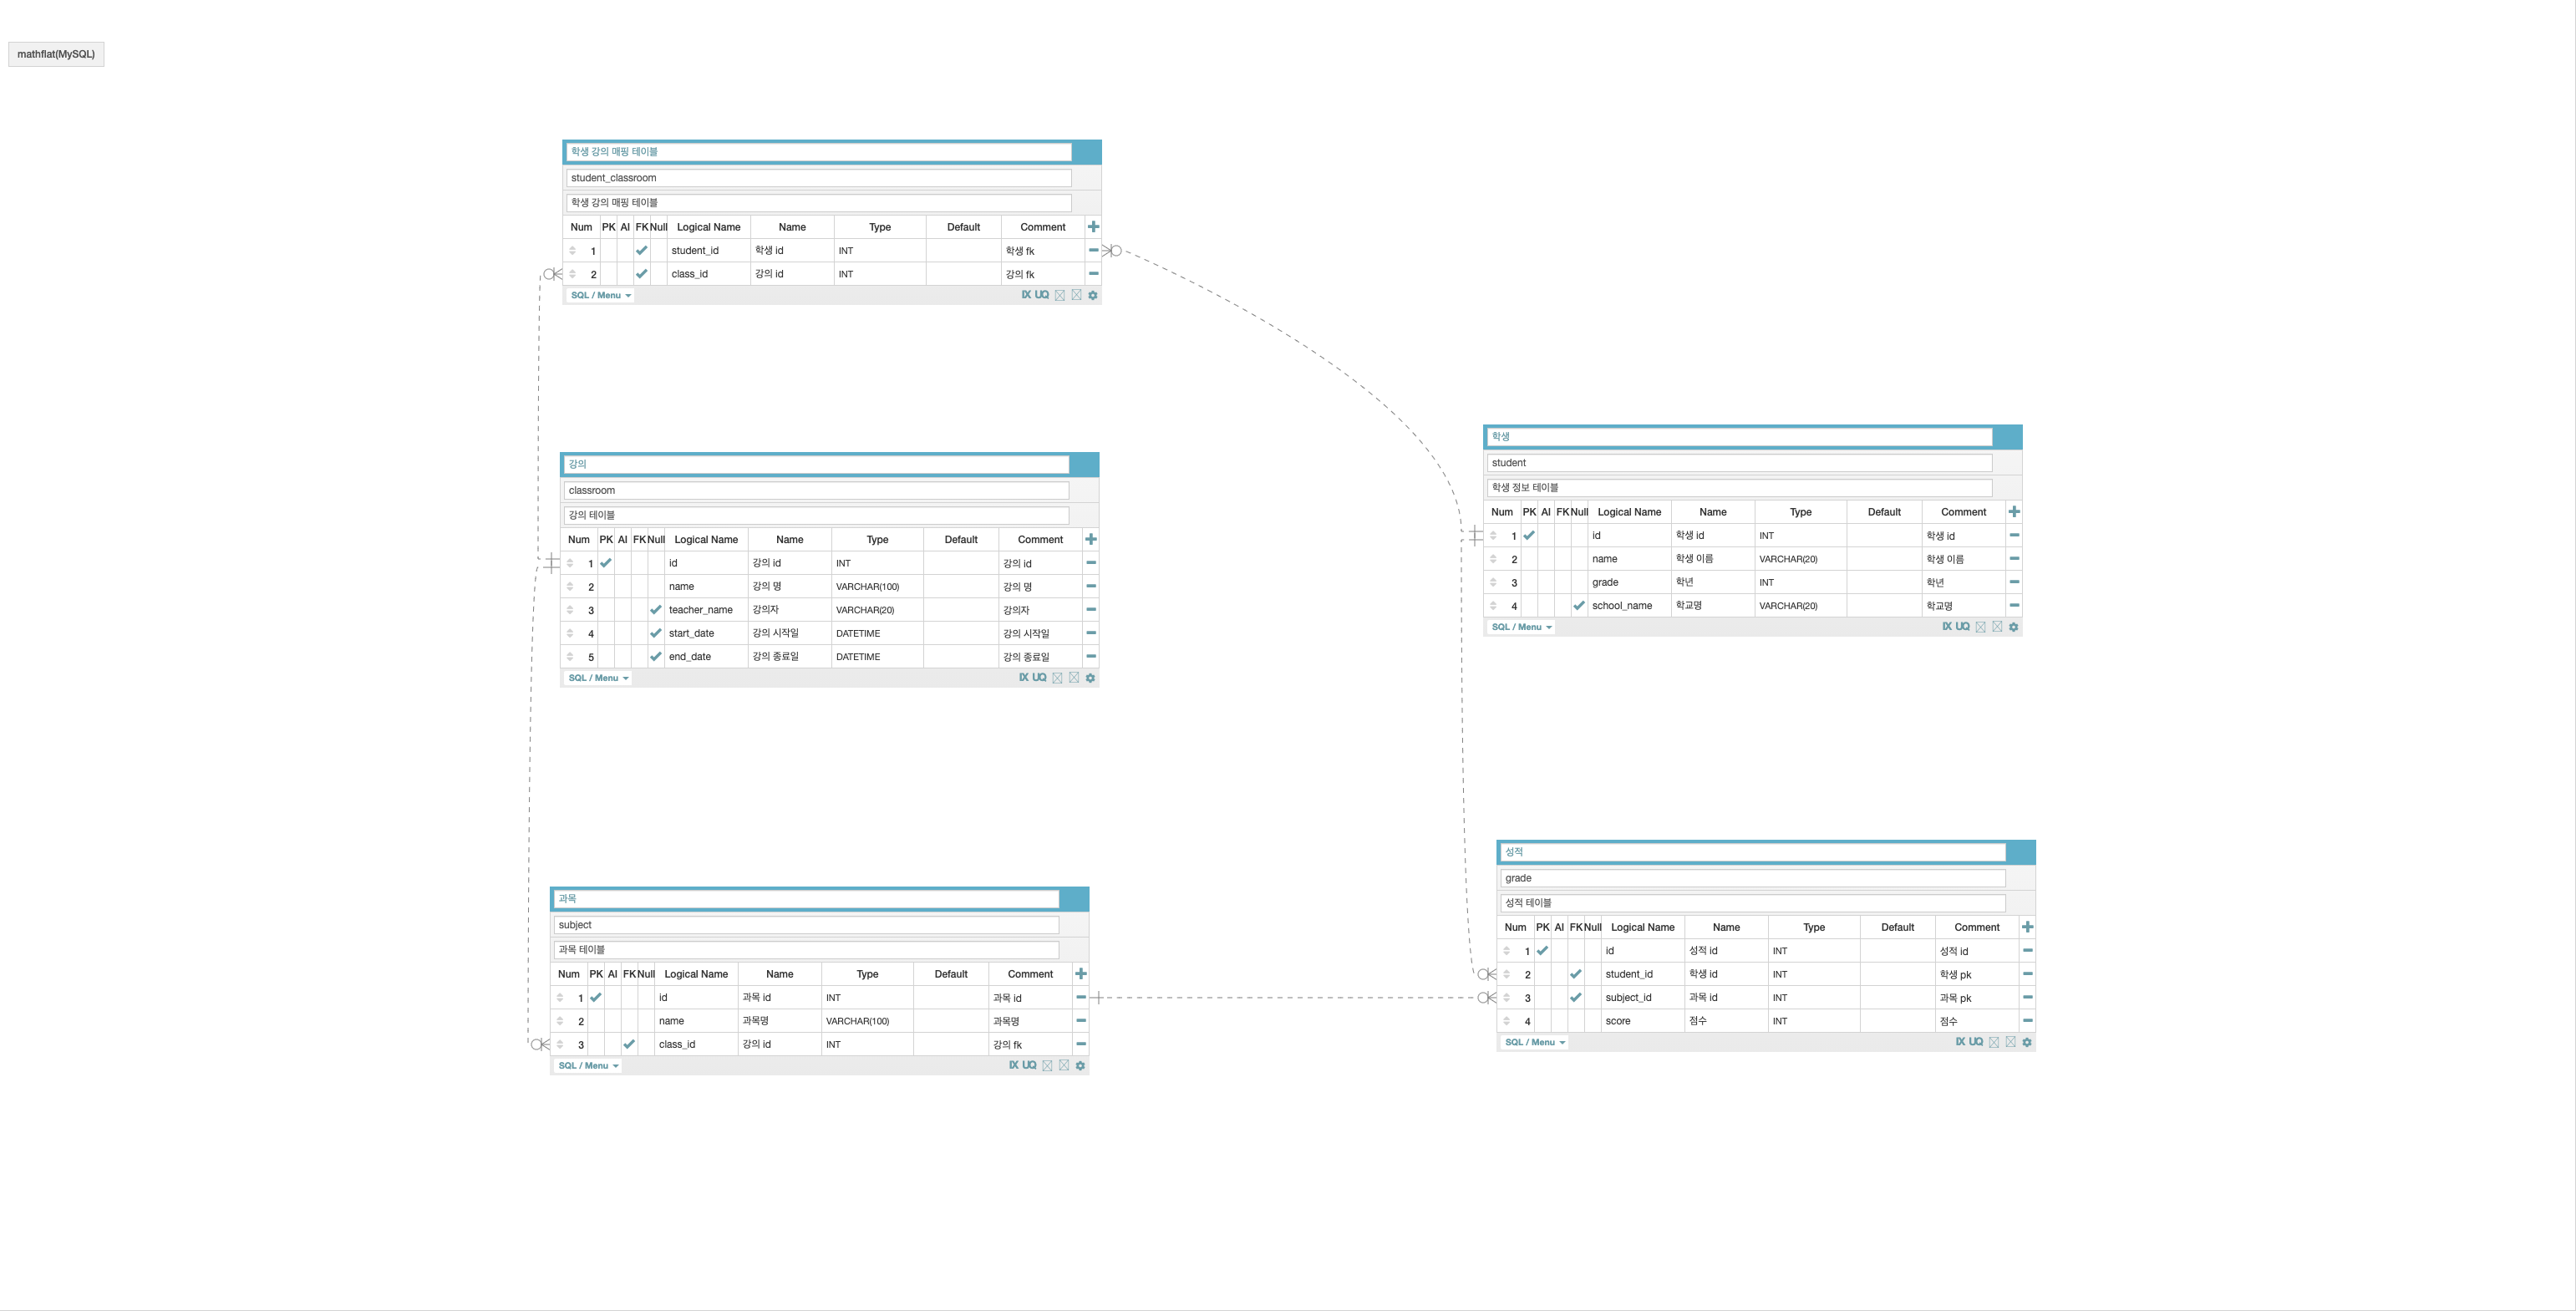 mathflat(MySQL)
학생 강의 매핑 테이블
student_classroom
학생 강의 매핑 테이블
Num PK AI FK Null Logical Name Name Type Default Comment
1 student_id 학생 id INT 학생 fk
2 class_id 강의 id INT 강의 fk
SQL / Menu IX UQ
강의
classroom
강의 테이블
Num PK AI FK Null Logical Name Name Type Default Comment
1 id 강의 id INT 강의 id
2 name 강의 명 VARCHAR(100) 강의 명
3 teacher_name 강의자 VARCHAR(20) 강의자
4 start_date 강의 시작일 DATETIME 강의 시작일
5 end_date 강의 종료일 DATETIME 강의 종료일
SQL / Menu IX UQ
학생
student
학생 정보 테이블
Num PK AI FK Null Logical Name Name Type Default Comment
1 id 학생 id INT 학생 id
2 name 학생 이름 VARCHAR(20) 학생 이름
3 grade 학년 INT 학년
4 school_name 학교명 VARCHAR(20) 학교명
SQL / Menu IX UQ
과목
subject
과목 테이블
Num PK AI FK Null Logical Name Name Type Default Comment
1 id 과목 id INT 과목 id
2 name 과목명 VARCHAR(100) 과목명
3 class_id 강의 id INT 강의 fk
SQL / Menu IX UQ
성적
grade
성적 테이블
Num PK AI FK Null Logical Name Name Type Default Comment
1 id 성적 id INT 성적 id
2 student_id 학생 id INT 학생 pk
3 subject_id 과목 id INT 과목 pk
4 score 점수 INT 점수
SQL / Menu IX UQ